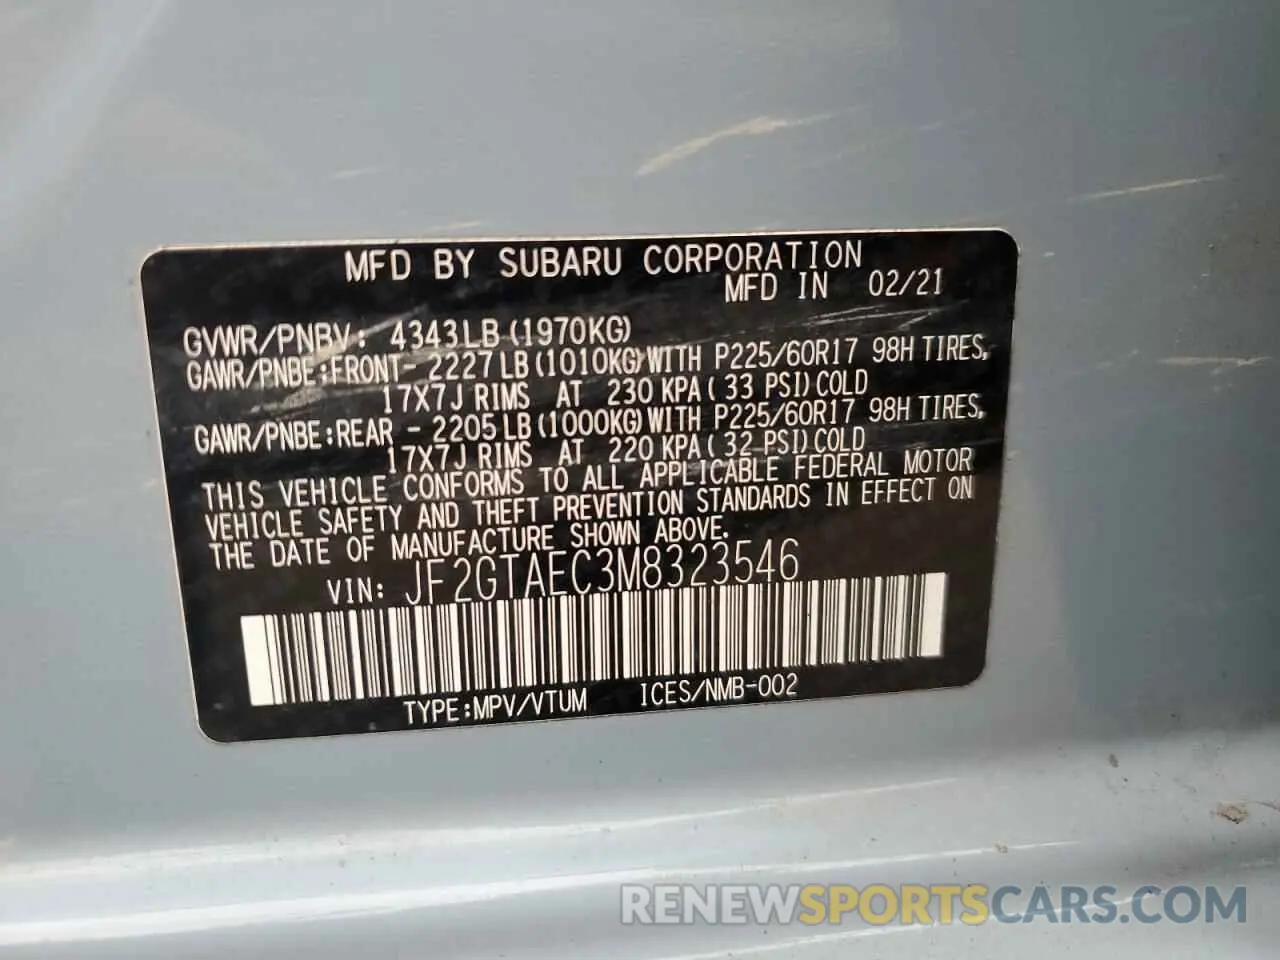 MFD BY SUBARU CORPORATION
MFD IN 02/21
GVWR/PNBV: 4343LB(1970KG)
GAWR/PNBE:FRONT- 2227LB(1010KG)WITH P225/60R17 98H TIRES,
17X7J RIMS AT 230 KPA(33 PSI)COLD
GAWR/PNBE:REAR - 2205LB(1000KG)WITH P225/60R17 98H TIRES,
17X7J RIMS AT 220 KPA(32 PSI)COLD
THIS VEHICLE CONFORMS TO ALL APPLICABLE FEDERAL MOTOR
VEHICLE SAFETY AND THEFT PREVENTION STANDARDS IN EFFECT ON
THE DATE OF MANUFACTURE SHOWN ABOVE.
VIN: JF2GTAEC3M8323546
TYPE:MPV/VTUM ICES/NMB-002
RENEWSPORTSCARS.COM